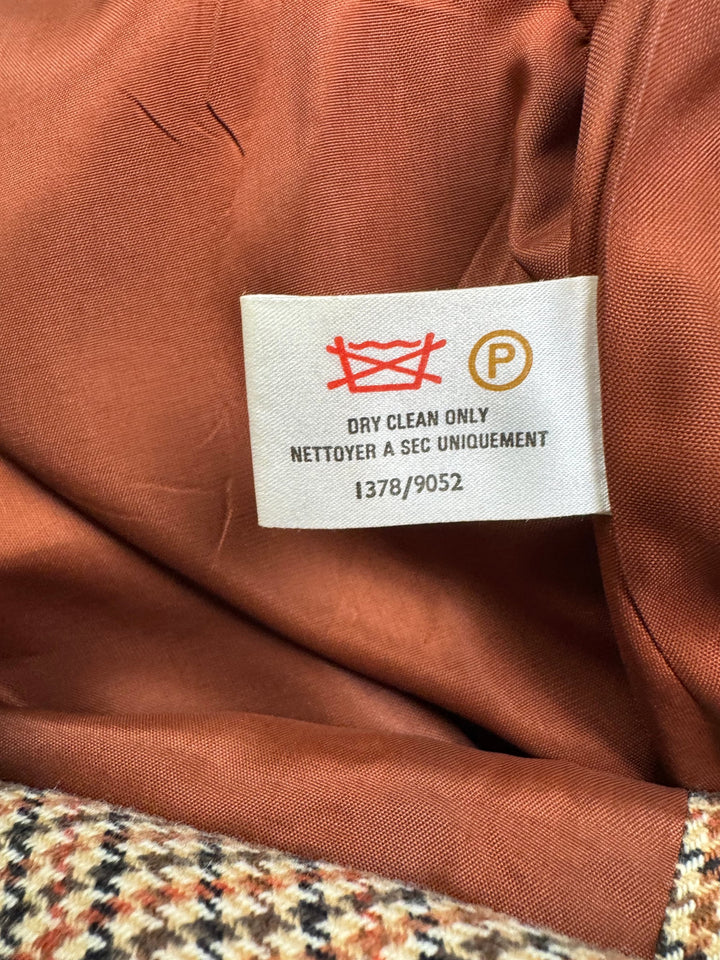 P
DRY CLEAN ONLY
NETTOYER A SEC UNIQUEMENT
1378/9052